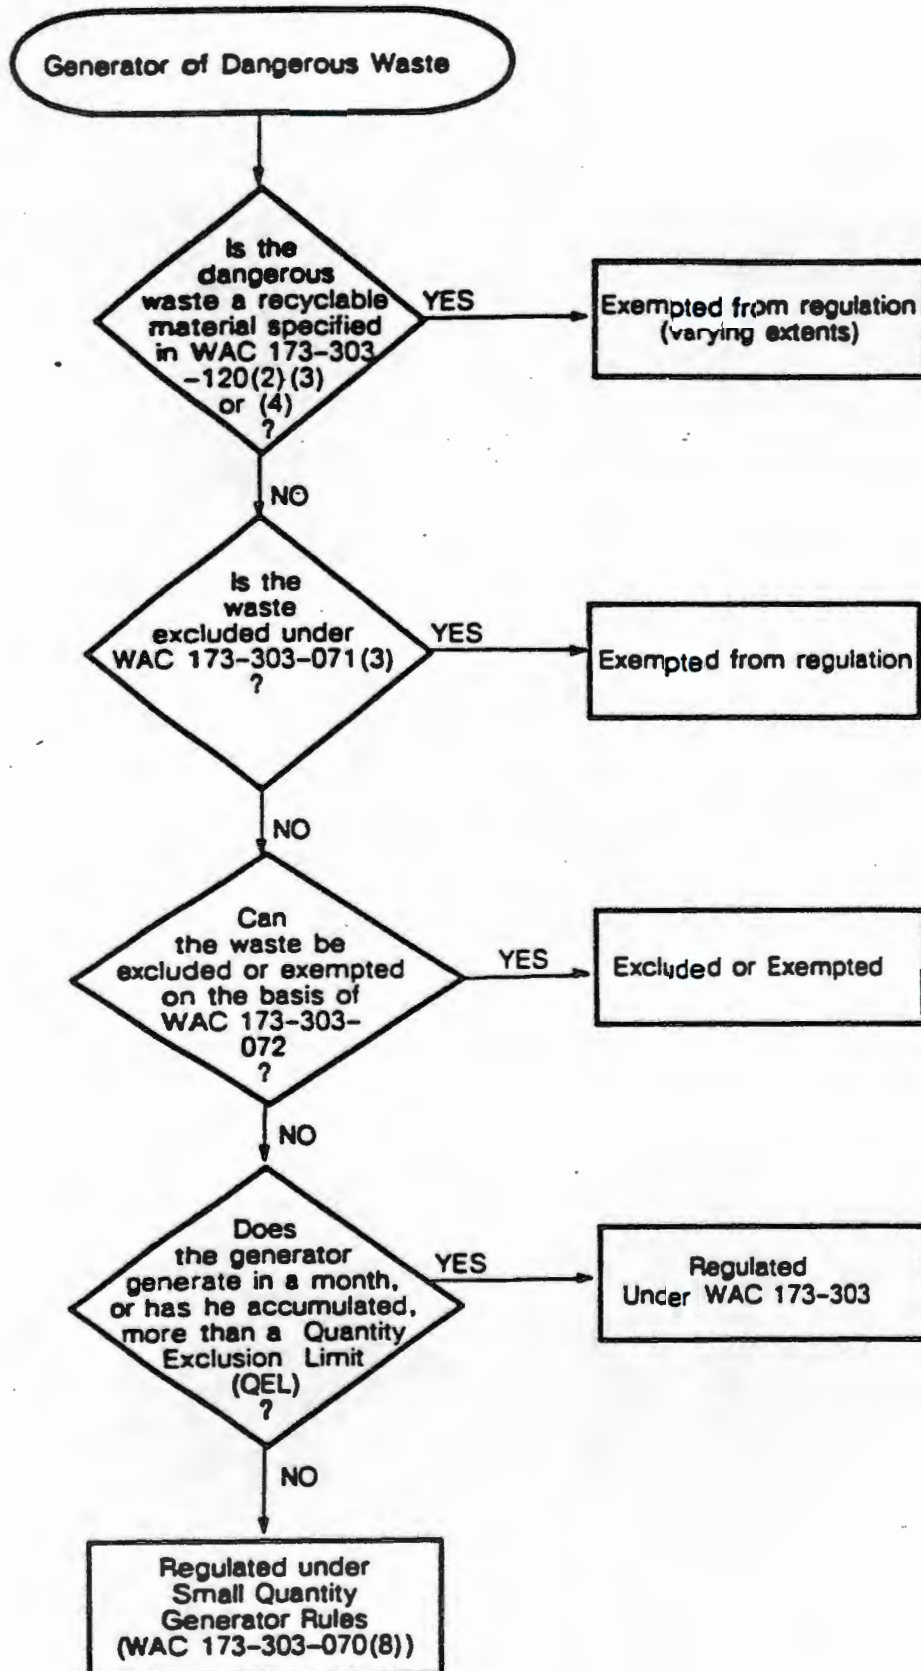 Generator of Dangerous Waste
Is the
dangerous
waste a recyclable
material specified
in WAC 173-303
-120(2)(3)
or (4)
?
YES
Exempted from regulation
(varying extents)
NO
Is the
waste
excluded under
WAC 173-303-071(3)
?
YES
Exempted from regulation
NO
Can
the waste be
excluded or exempted
on the basis of
WAC 173-303-
072
?
YES
Excluded or Exempted
NO
Does
the generator
generate in a month,
or has he accumulated,
more than a Quantity
Exclusion Limit
(QEL)
?
YES
Regulated
Under WAC 173-303
NO
Regulated under
Small Quantity
Generator Rules
(WAC 173-303-070(8))